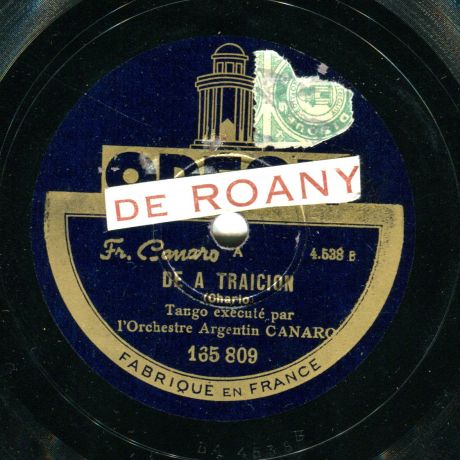 DE ROANY
Fr. Canaro A 4.538 B
DE A TRAICION
(Charlo)
Tango exécuté par
l'Orchestre Argentin CANARO
165 809
FABRIQUÉ EN FRANCE